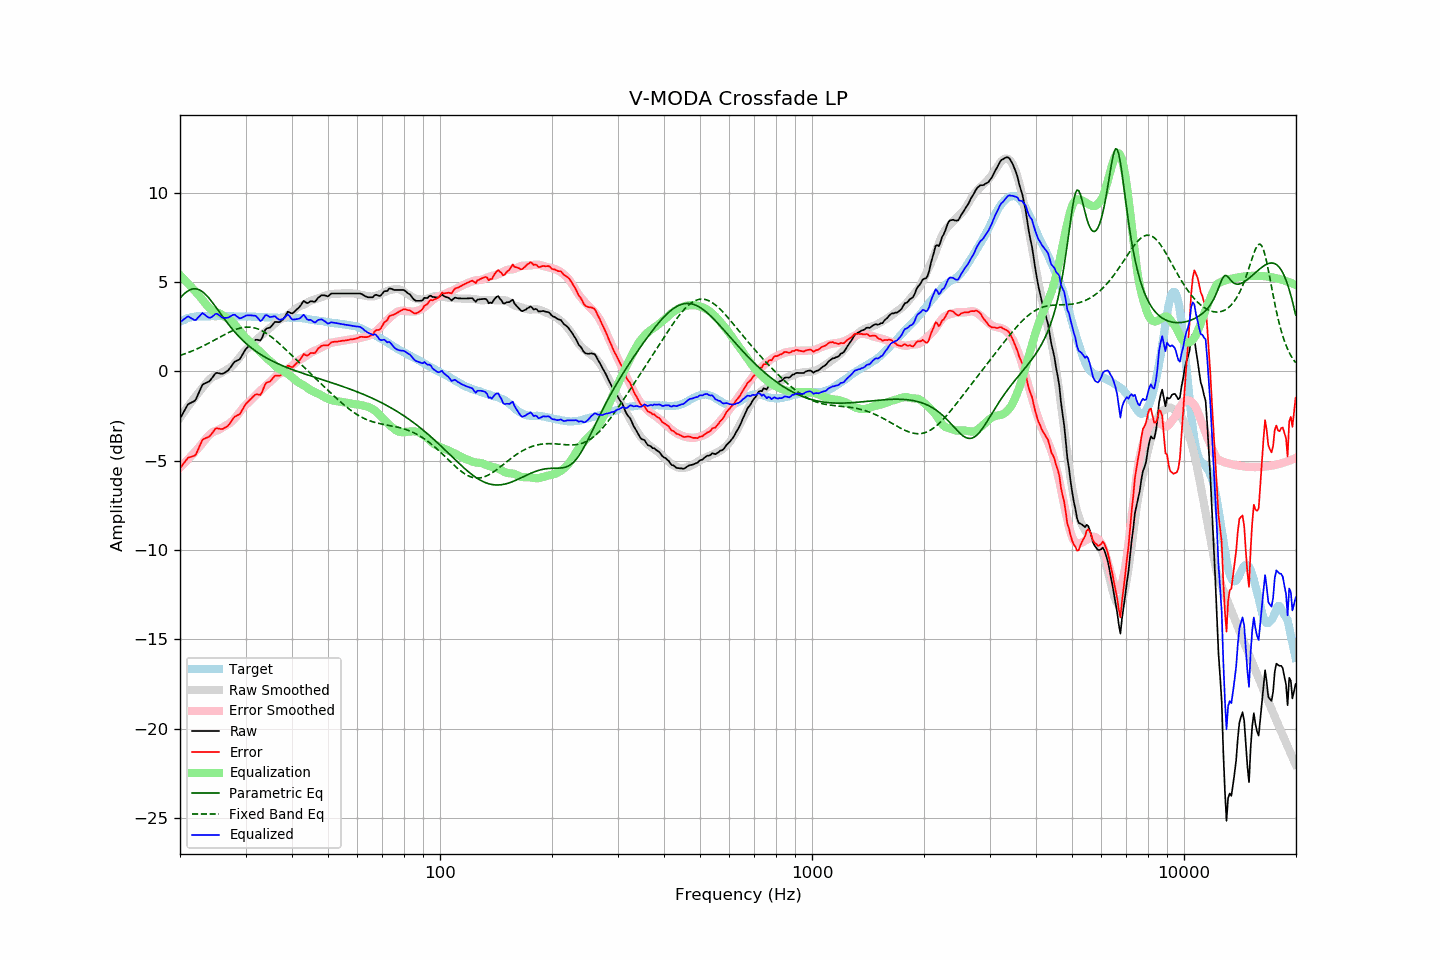 V-MODA Crossfade LP
Amplitude (dBr)
10
5
0
−5
−10
−15
−20
−25
Target
Raw Smoothed
Error Smoothed
Raw
Error
Equalization
Parametric Eq
Fixed Band Eq
Equalized
100 1000 10000
Frequency (Hz)